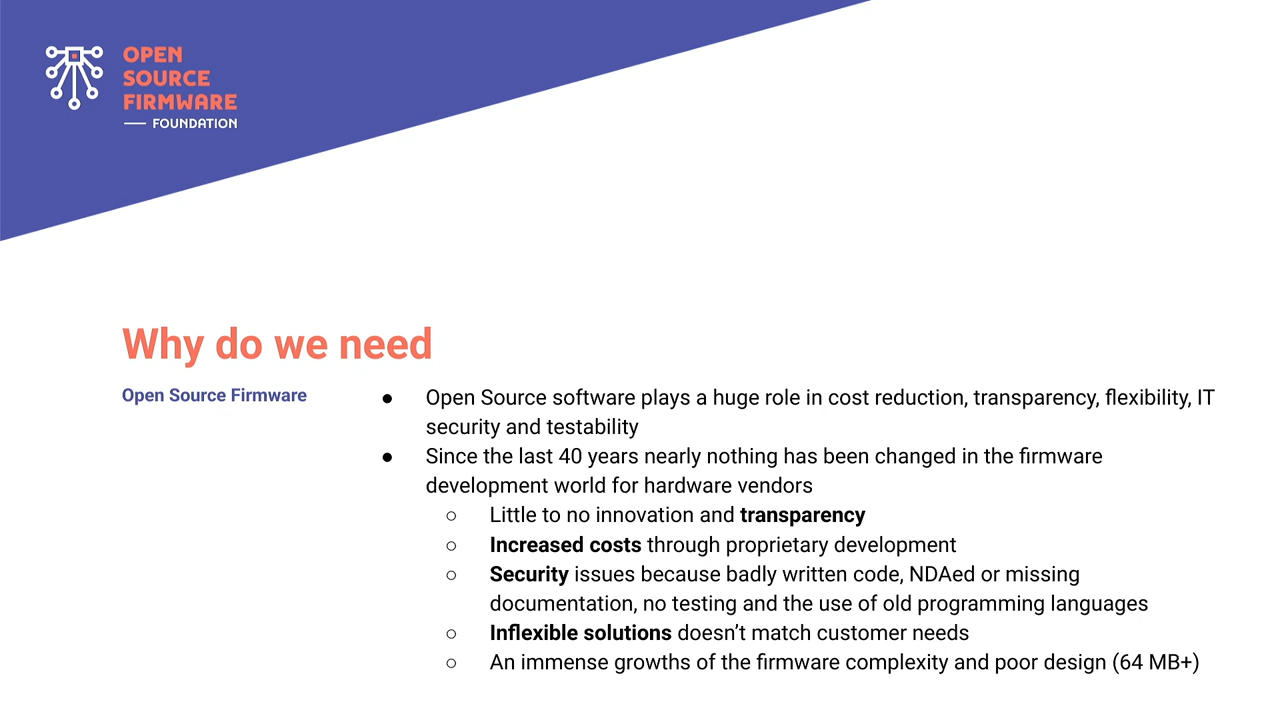 OPEN
SOURCE
FIRMWARE
FOUNDATION
Why do we need
Open Source Firmware
● Open Source software plays a huge role in cost reduction, transparency, flexibility, IT
security and testability
● Since the last 40 years nearly nothing has been changed in the firmware
development world for hardware vendors
○ Little to no innovation and transparency
○ Increased costs through proprietary development
○ Security issues because badly written code, NDAed or missing
documentation, no testing and the use of old programming languages
○ Inflexible solutions doesn’t match customer needs
○ An immense growths of the firmware complexity and poor design (64 MB+)